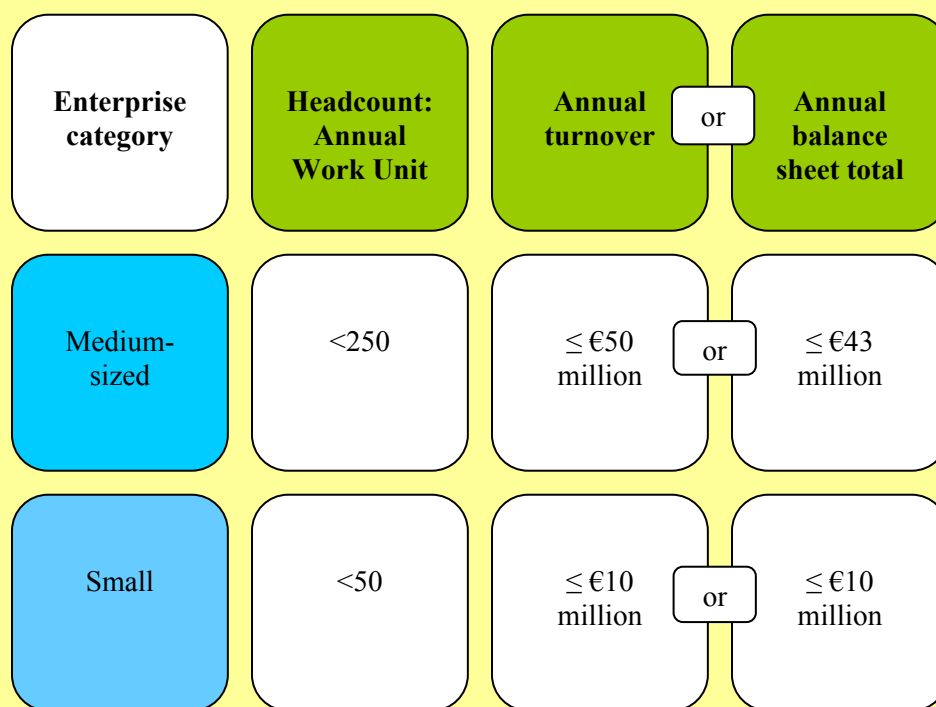 Enterprise
category
Headcount:
Annual
Work Unit
Annual
turnover
or
Annual
balance
sheet total
Medium-
sized
<250
≤ €50
million
or
≤ €43
million
Small
<50
≤ €10
million
or
≤ €10
million